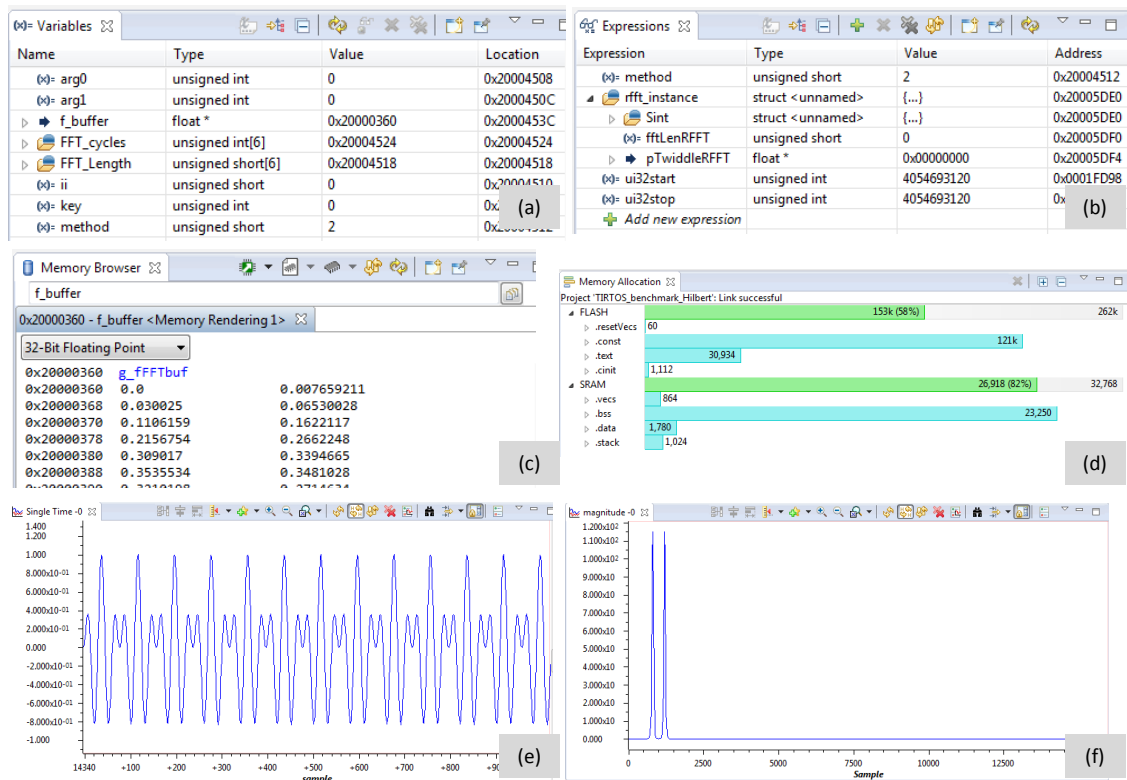 (x)= Variables
Name Type Value Location
(x)= arg0 unsigned int 0 0x20004508
(x)= arg1 unsigned int 0 0x2000450C
f_buffer float * 0x20000360 0x2000453C
FFT_cycles unsigned int[6] 0x20004524 0x20004524
FFT_Length unsigned short[6] 0x20004518 0x20004518
(x)= ii unsigned short 0 0x20004510
(x)= key unsigned int 0
(x)= method unsigned short 2
(a)
Expressions
Expression Type Value Address
(x)= method unsigned short 2 0x20004512
rfft_instance struct <unnamed> {...} 0x20005DE0
Sint struct <unnamed> {...} 0x20005DE0
(x)= fftLenRFFT unsigned short 0 0x20005DF0
pTwiddleRFFT float * 0x00000000 0x20005DF4
(x)= ui32start unsigned int 4054693120 0x0001FD98
(x)= ui32stop unsigned int 4054693120
Add new expression
(b)
Memory Browser
f_buffer
0x20000360 - f_buffer <Memory Rendering 1>
32-Bit Floating Point
0x20000360 g_fFFTbuf
0x20000360 0.0 0.007659211
0x20000368 0.030025 0.06530028
0x20000370 0.1106159 0.1622117
0x20000378 0.2156754 0.2662248
0x20000380 0.309017 0.3394665
0x20000388 0.3535534 0.3481028
(c)
Memory Allocation
Project 'TIRTOS_benchmark_Hilbert': Link successful
FLASH 153k (58%) 262k
.resetVecs 60
.const 121k
.text 30,934
.cinit 1,112
SRAM 26,918 (82%) 32,768
.vecs 864
.bss 23,250
.data 1,780
.stack 1,024
(d)
Single Time -0
1.400
1.200
1.000
8.000x10-01
6.000x10-01
4.000x10-01
2.000x10-01
0.000
-2.000x10-01
-4.000x10-01
-6.000x10-01
-8.000x10-01
-1.000
14340 +100 +200 +300 +400 +500 +600 +700 +800
sample
(e)
magnitude -0
1.200x10²
1.100x10²
1.000x10²
9.000x10
8.000x10
7.000x10
6.000x10
5.000x10
4.000x10
3.000x10
2.000x10
1.000x10
0.000
0 2500 5000 7500 10000 12500
Sample
(f)